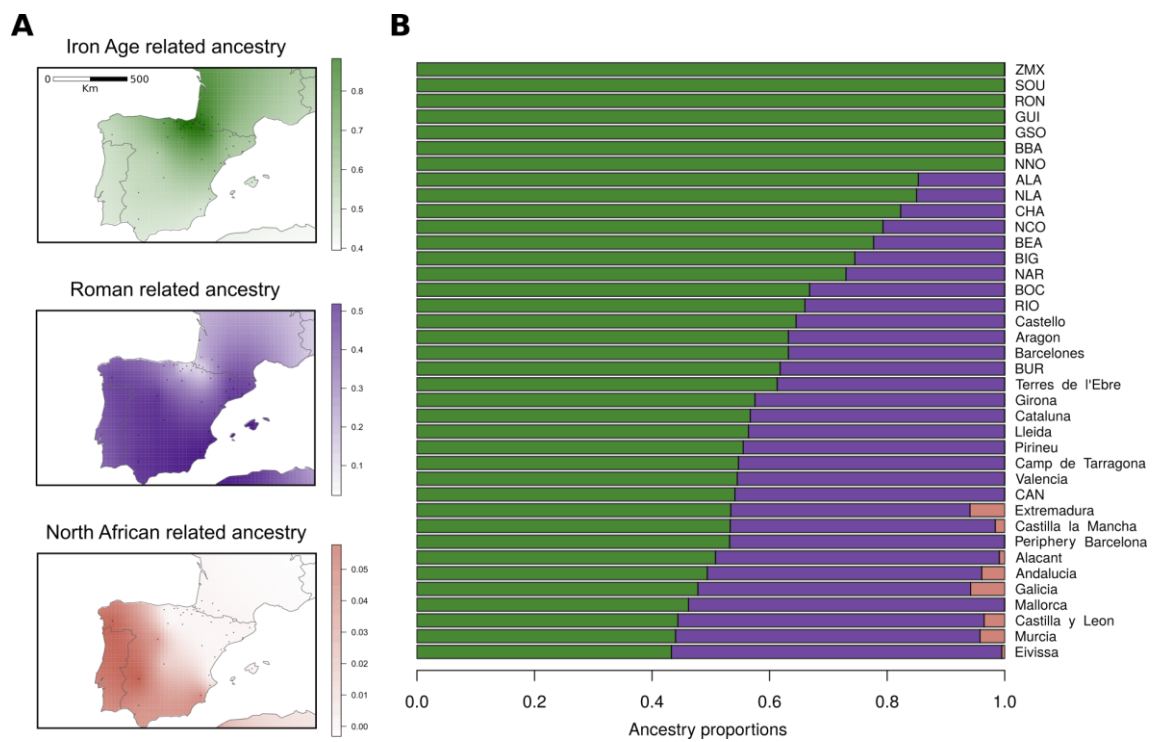 A
Iron Age related ancestry
0 500
Km
0.8
0.7
0.6
0.5
0.4
Roman related ancestry
0.5
0.4
0.3
0.2
0.1
North African related ancestry
0.05
0.04
0.03
0.02
0.01
0.00
B
ZMX
SOU
RON
GUI
GSO
BBA
NNO
ALA
NLA
CHA
NCO
BEA
BIG
NAR
BOC
RIO
Castello
Aragon
Barcelones
BUR
Terres de l'Ebre
Girona
Cataluna
Lleida
Pirineu
Camp de Tarragona
Valencia
CAN
Extremadura
Castilla la Mancha
Periphery Barcelona
Alacant
Andalucia
Galicia
Mallorca
Castilla y Leon
Murcia
Eivissa
0.0 0.2 0.4 0.6 0.8 1.0
Ancestry proportions